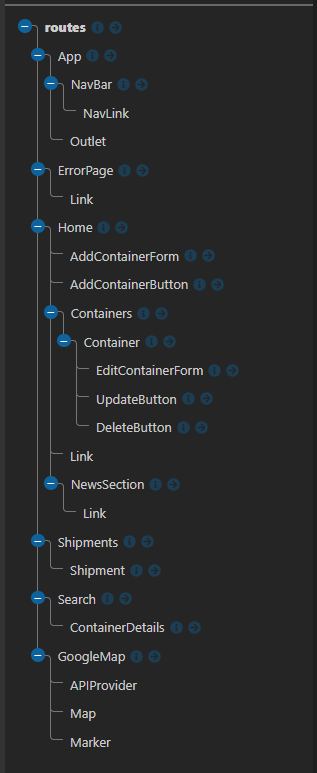 routes
App
NavBar
NavLink
Outlet
ErrorPage
Link
Home
AddContainerForm
AddContainerButton
Containers
Container
EditContainerForm
UpdateButton
DeleteButton
Link
NewsSection
Link
Shipments
Shipment
Search
ContainerDetails
GoogleMap
APIProvider
Map
Marker